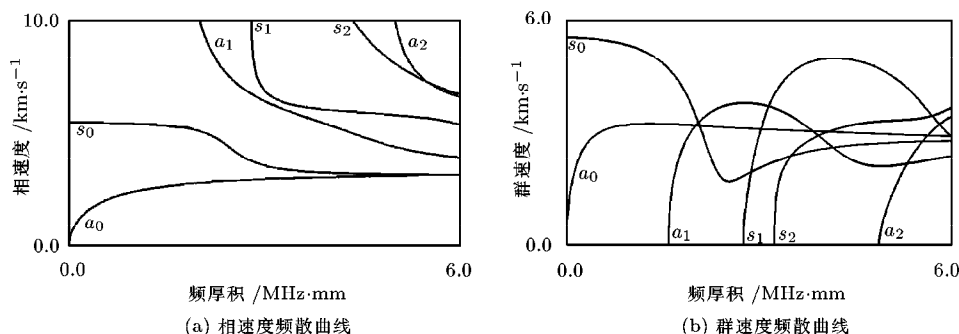 10.0
相速度 /km·s⁻¹
0.0
a₁
s₁
s₂
a₂
s₀
a₀
0.0
6.0
频厚积 /MHz·mm
(a) 相速度频散曲线
6.0
群速度 /km·s⁻¹
0.0
s₀
a₀
a₁
s₁
s₂
a₂
0.0
6.0
频厚积 /MHz·mm
(b) 群速度频散曲线